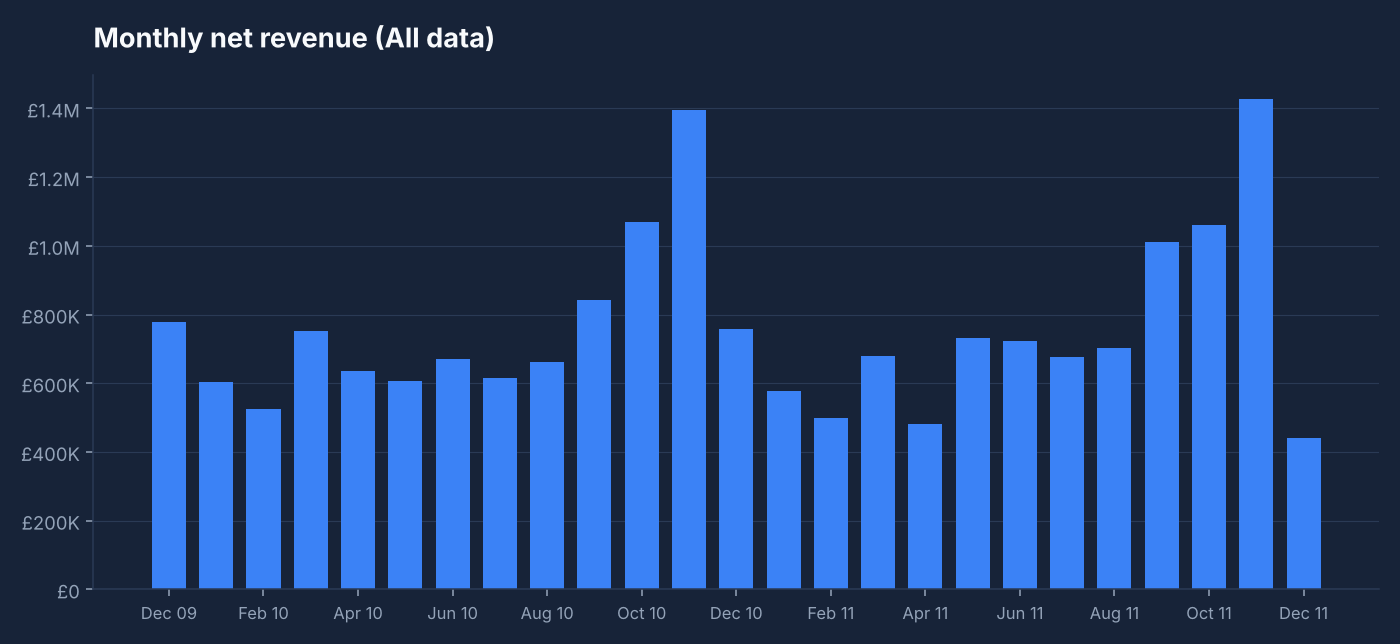 Monthly net revenue (All data)
£1.4M
£1.2M
£1.0M
£800K
£600K
£400K
£200K
£0
Dec 09 Feb 10 Apr 10 Jun 10 Aug 10 Oct 10 Dec 10 Feb 11 Apr 11 Jun 11 Aug 11 Oct 11 Dec 11